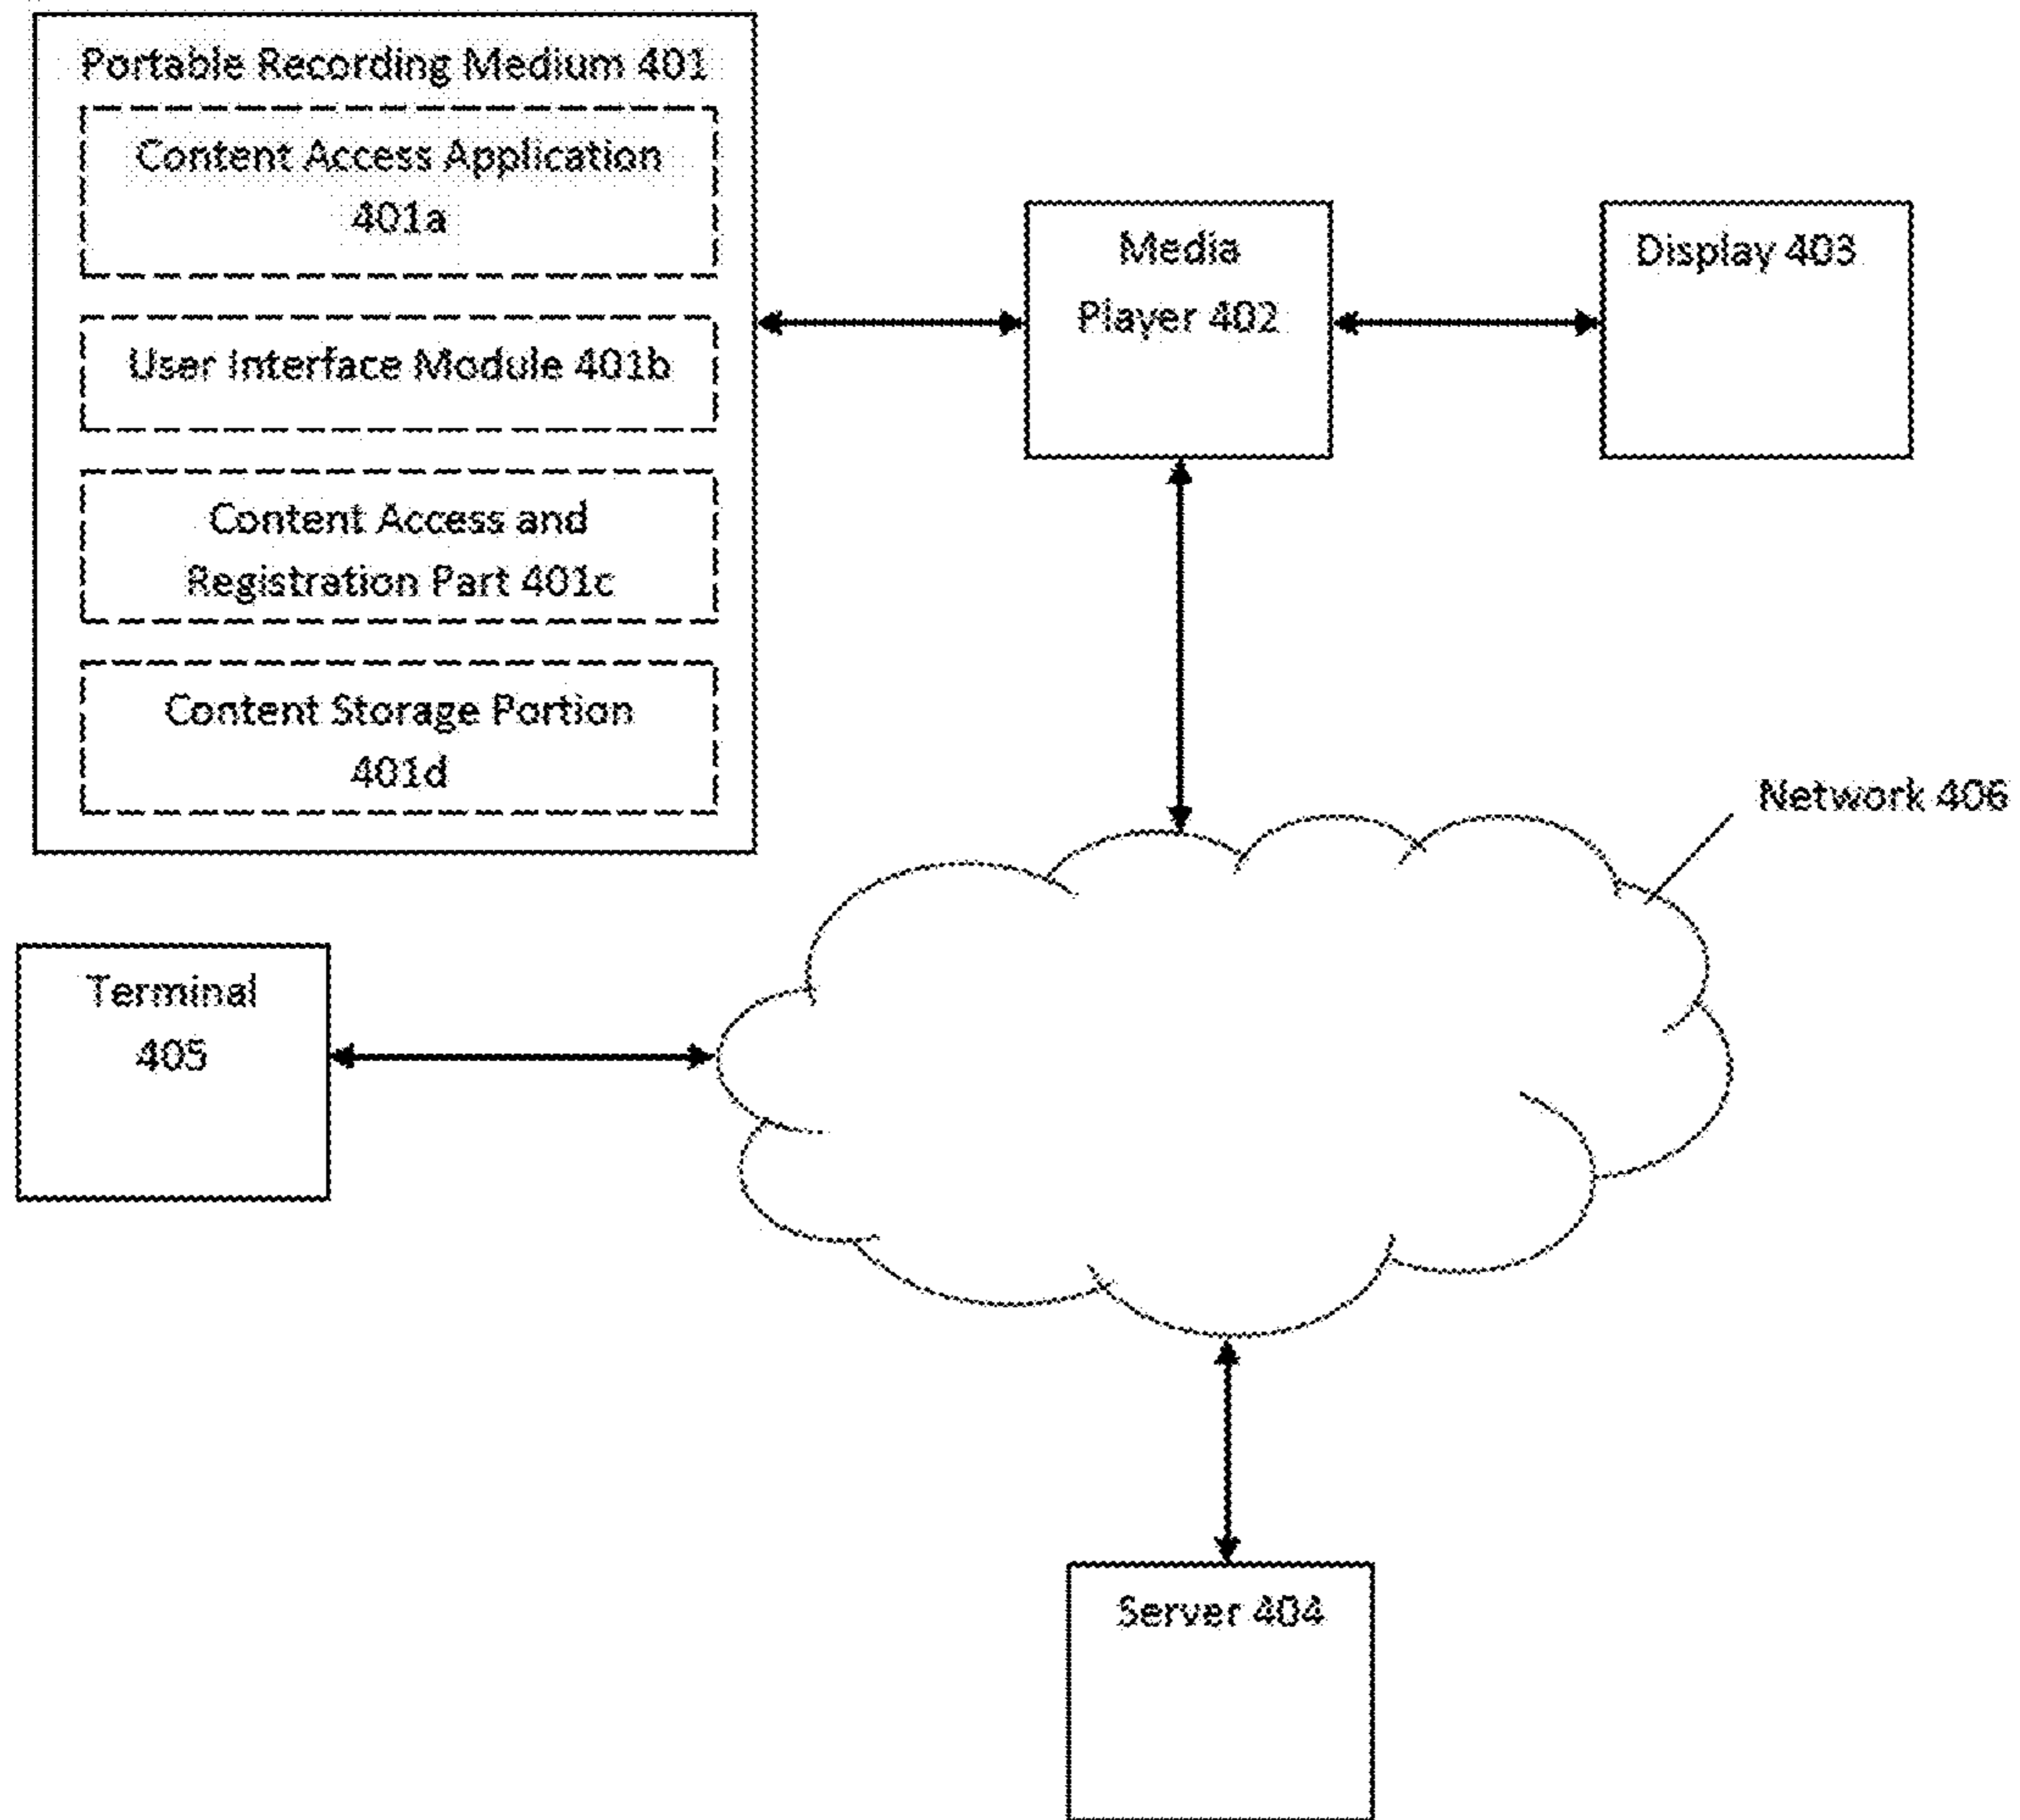 Portable Recording Medium 401
Content Access Application
401a
User Interface Module 401b
Content Access and
Registration Part 401c
Content Storage Portion
401d
Media
Player 402
Display 403
Network 406
Terminal
405
Server 404